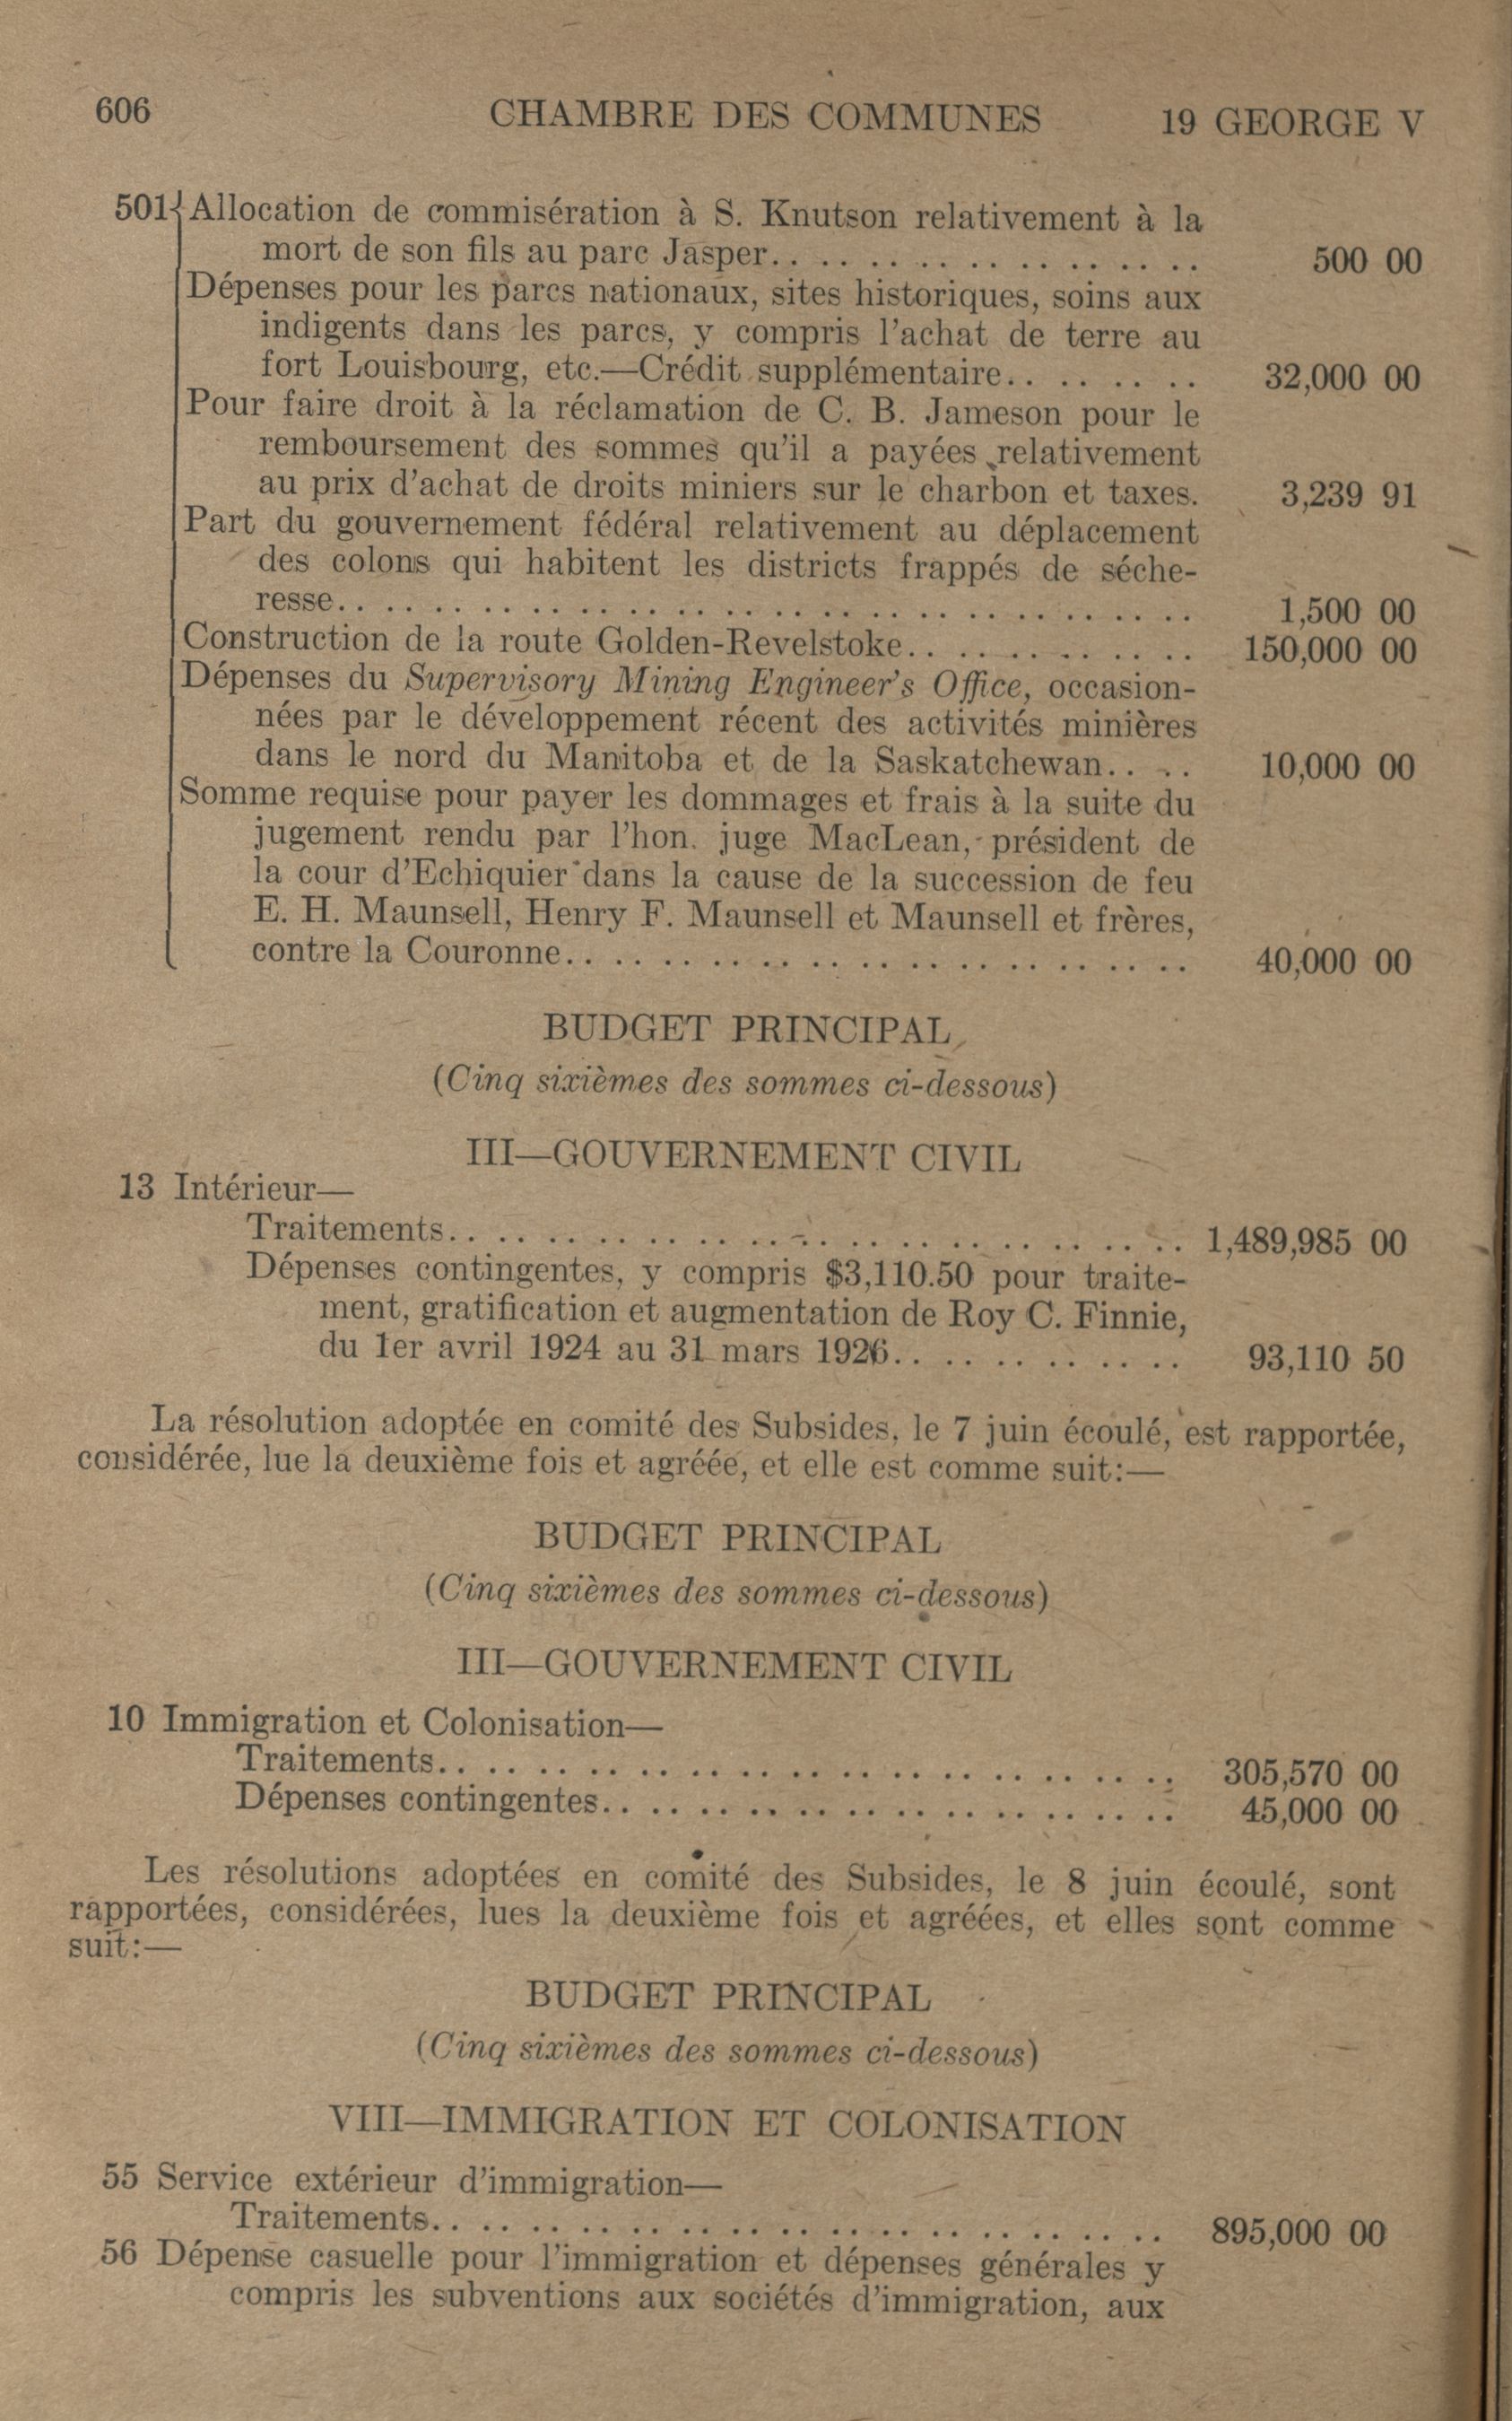 606 CHAMBRE DES COMMUNES 19 GEORGE V
501 Allocation de commisération à S. Knutson relativement à la
mort de son fils au parc Jasper.. .. .. .. .. .. .. .. .. 500 00
Dépenses pour les parcs nationaux, sites historiques, soins aux
indigents dans les parcs, y compris l'achat de terre au
fort Louisbourg, etc.—Crédit supplémentaire.. .. .. .. 32,000 00
Pour faire droit à la réclamation de C. B. Jameson pour le
remboursement des sommes qu'il a payées relativement
au prix d'achat de droits miniers sur le charbon et taxes. 3,239 91
Part du gouvernement fédéral relativement au déplacement
des colons qui habitent les districts frappés de séche-
resse.. .. .. .. .. .. .. .. .. .. .. .. .. .. .. .. .. .. 1,500 00
Construction de la route Golden-Revelstoke.. .. .. .. .. .. 150,000 00
Dépenses du Supervisory Mining Engineer's Office, occasion-
nées par le développement récent des activités minières
dans le nord du Manitoba et de la Saskatchewan.. .. 10,000 00
Somme requise pour payer les dommages et frais à la suite du
jugement rendu par l'hon. juge MacLean, président de
la cour d'Echiquier dans la cause de la succession de feu
E. H. Maunsell, Henry F. Maunsell et Maunsell et frères,
contre la Couronne.. .. .. .. .. .. .. .. .. .. .. .. .. 40,000 00
BUDGET PRINCIPAL
(Cinq sixièmes des sommes ci-dessous)
III—GOUVERNEMENT CIVIL
13 Intérieur—
Traitements.. .. .. .. .. .. .. .. .. .. .. .. .. .. .. 1,489,985 00
Dépenses contingentes, y compris $3,110.50 pour traite-
ment, gratification et augmentation de Roy C. Finnie,
du 1er avril 1924 au 31 mars 1926.. .. .. .. .. .. 93,110 50
La résolution adoptée en comité des Subsides, le 7 juin écoulé, est rapportée,
considérée, lue la deuxième fois et agréée, et elle est comme suit:—
BUDGET PRINCIPAL
(Cinq sixièmes des sommes ci-dessous)
III—GOUVERNEMENT CIVIL
10 Immigration et Colonisation—
Traitements.. .. .. .. .. .. .. .. .. .. .. .. .. .. .. 305,570 00
Dépenses contingentes.. .. .. .. .. .. .. .. .. .. .. .. 45,000 00
Les résolutions adoptées en comité des Subsides, le 8 juin écoulé, sont
rapportées, considérées, lues la deuxième fois et agréées, et elles sont comme
suit:—
BUDGET PRINCIPAL
(Cinq sixièmes des sommes ci-dessous)
VIII—IMMIGRATION ET COLONISATION
55 Service extérieur d'immigration—
Traitements.. .. .. .. .. .. .. .. .. .. .. .. .. .. .. 895,000 00
56 Dépense casuelle pour l'immigration et dépenses générales y
compris les subventions aux sociétés d'immigration, aux